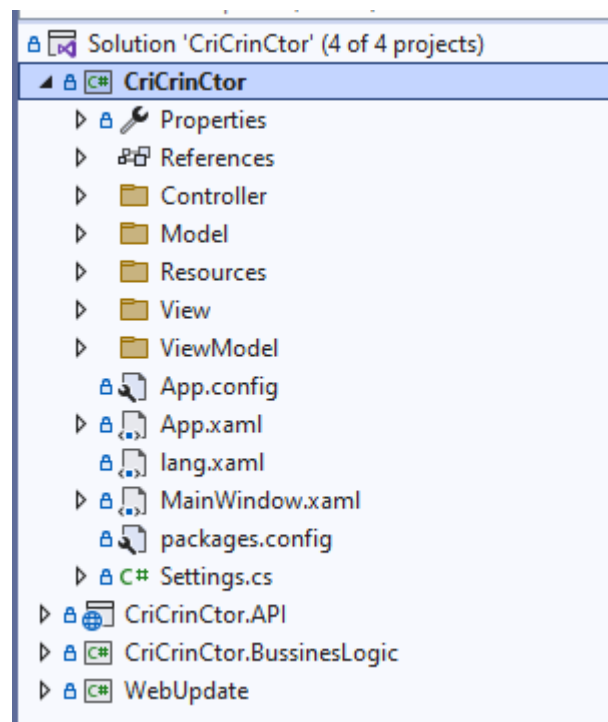 Solution 'CriCrinCtor' (4 of 4 projects)
C# CriCrinCtor
Properties
References
Controller
Model
Resources
View
ViewModel
App.config
App.xaml
lang.xaml
MainWindow.xaml
packages.config
C# Settings.cs
CriCrinCtor.API
C# CriCrinCtor.BussinesLogic
C# WebUpdate